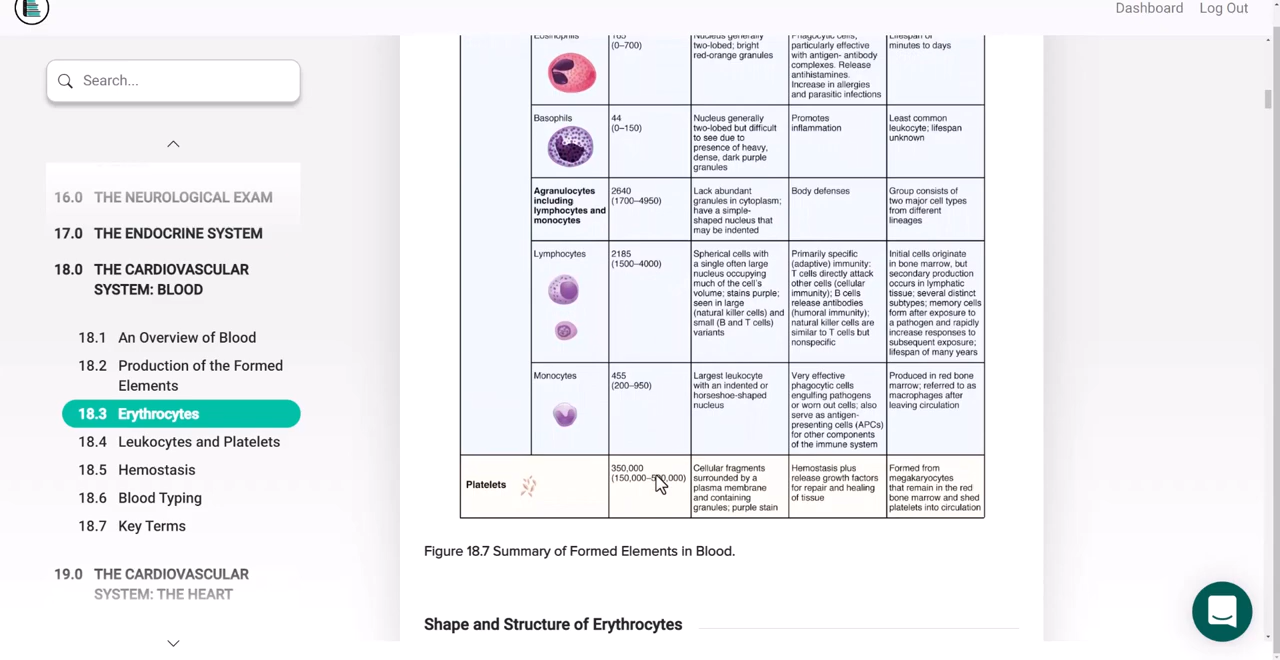 Dashboard Log Out
Search...
16.0 THE NEUROLOGICAL EXAM
17.0 THE ENDOCRINE SYSTEM
18.0 THE CARDIOVASCULAR
SYSTEM: BLOOD
18.1 An Overview of Blood
18.2 Production of the Formed
Elements
18.3 Erythrocytes
18.4 Leukocytes and Platelets
18.5 Hemostasis
18.6 Blood Typing
18.7 Key Terms
19.0 THE CARDIOVASCULAR
SYSTEM: THE HEART
Eosinophils
165
(0–700)
Nucleus generally
two-lobed; bright
red-orange granules
Phagocytic cells;
particularly effective
with antigen- antibody
complexes. Release
antihistamines.
Increase in allergies
and parasitic infections
Lifespan of
minutes to days
Basophils
44
(0–150)
Nucleus generally
two-lobed but difficult
to see due to
presence of heavy,
dense, dark purple
granules
Promotes
inflammation
Least common
leukocyte; lifespan
unknown
Agranulocytes
including
lymphocytes and
monocytes
2640
(1700–4950)
Lack abundant
granules in cytoplasm;
have a simple-
shaped nucleus that
may be indented
Body defenses
Group consists of
two major cell types
from different
lineages
Lymphocytes
2185
(1500–4000)
Spherical cells with
a single often large
nucleus occupying
much of the cell's
volume; stains purple;
seen in large
(natural killer cells) and
small (B and T cells)
variants
Primarily specific
(adaptive) immunity:
T cells directly attack
other cells (cellular
immunity); B cells
release antibodies
(humoral immunity);
natural killer cells are
similar to T cells but
nonspecific
Initial cells originate
in bone marrow, but
secondary production
occurs in lymphatic
tissue; several distinct
subtypes; memory cells
form after exposure to
a pathogen and rapidly
increase responses to
subsequent exposure;
lifespan of many years
Monocytes
455
(200–950)
Largest leukocyte
with an indented or
horseshoe-shaped
nucleus
Very effective
phagocytic cells
engulfing pathogens
or worn out cells; also
serve as antigen-
presenting cells (APCs)
for other components
of the immune system
Produced in red bone
marrow; referred to as
macrophages after
leaving circulation
Platelets
350,000
(150,000–500,000)
Cellular fragments
surrounded by a
plasma membrane
and containing
granules; purple stain
Hemostasis plus
release growth factors
for repair and healing
of tissue
Formed from
megakaryocytes
that remain in the red
bone marrow and shed
platelets into circulation
Figure 18.7 Summary of Formed Elements in Blood.
Shape and Structure of Erythrocytes